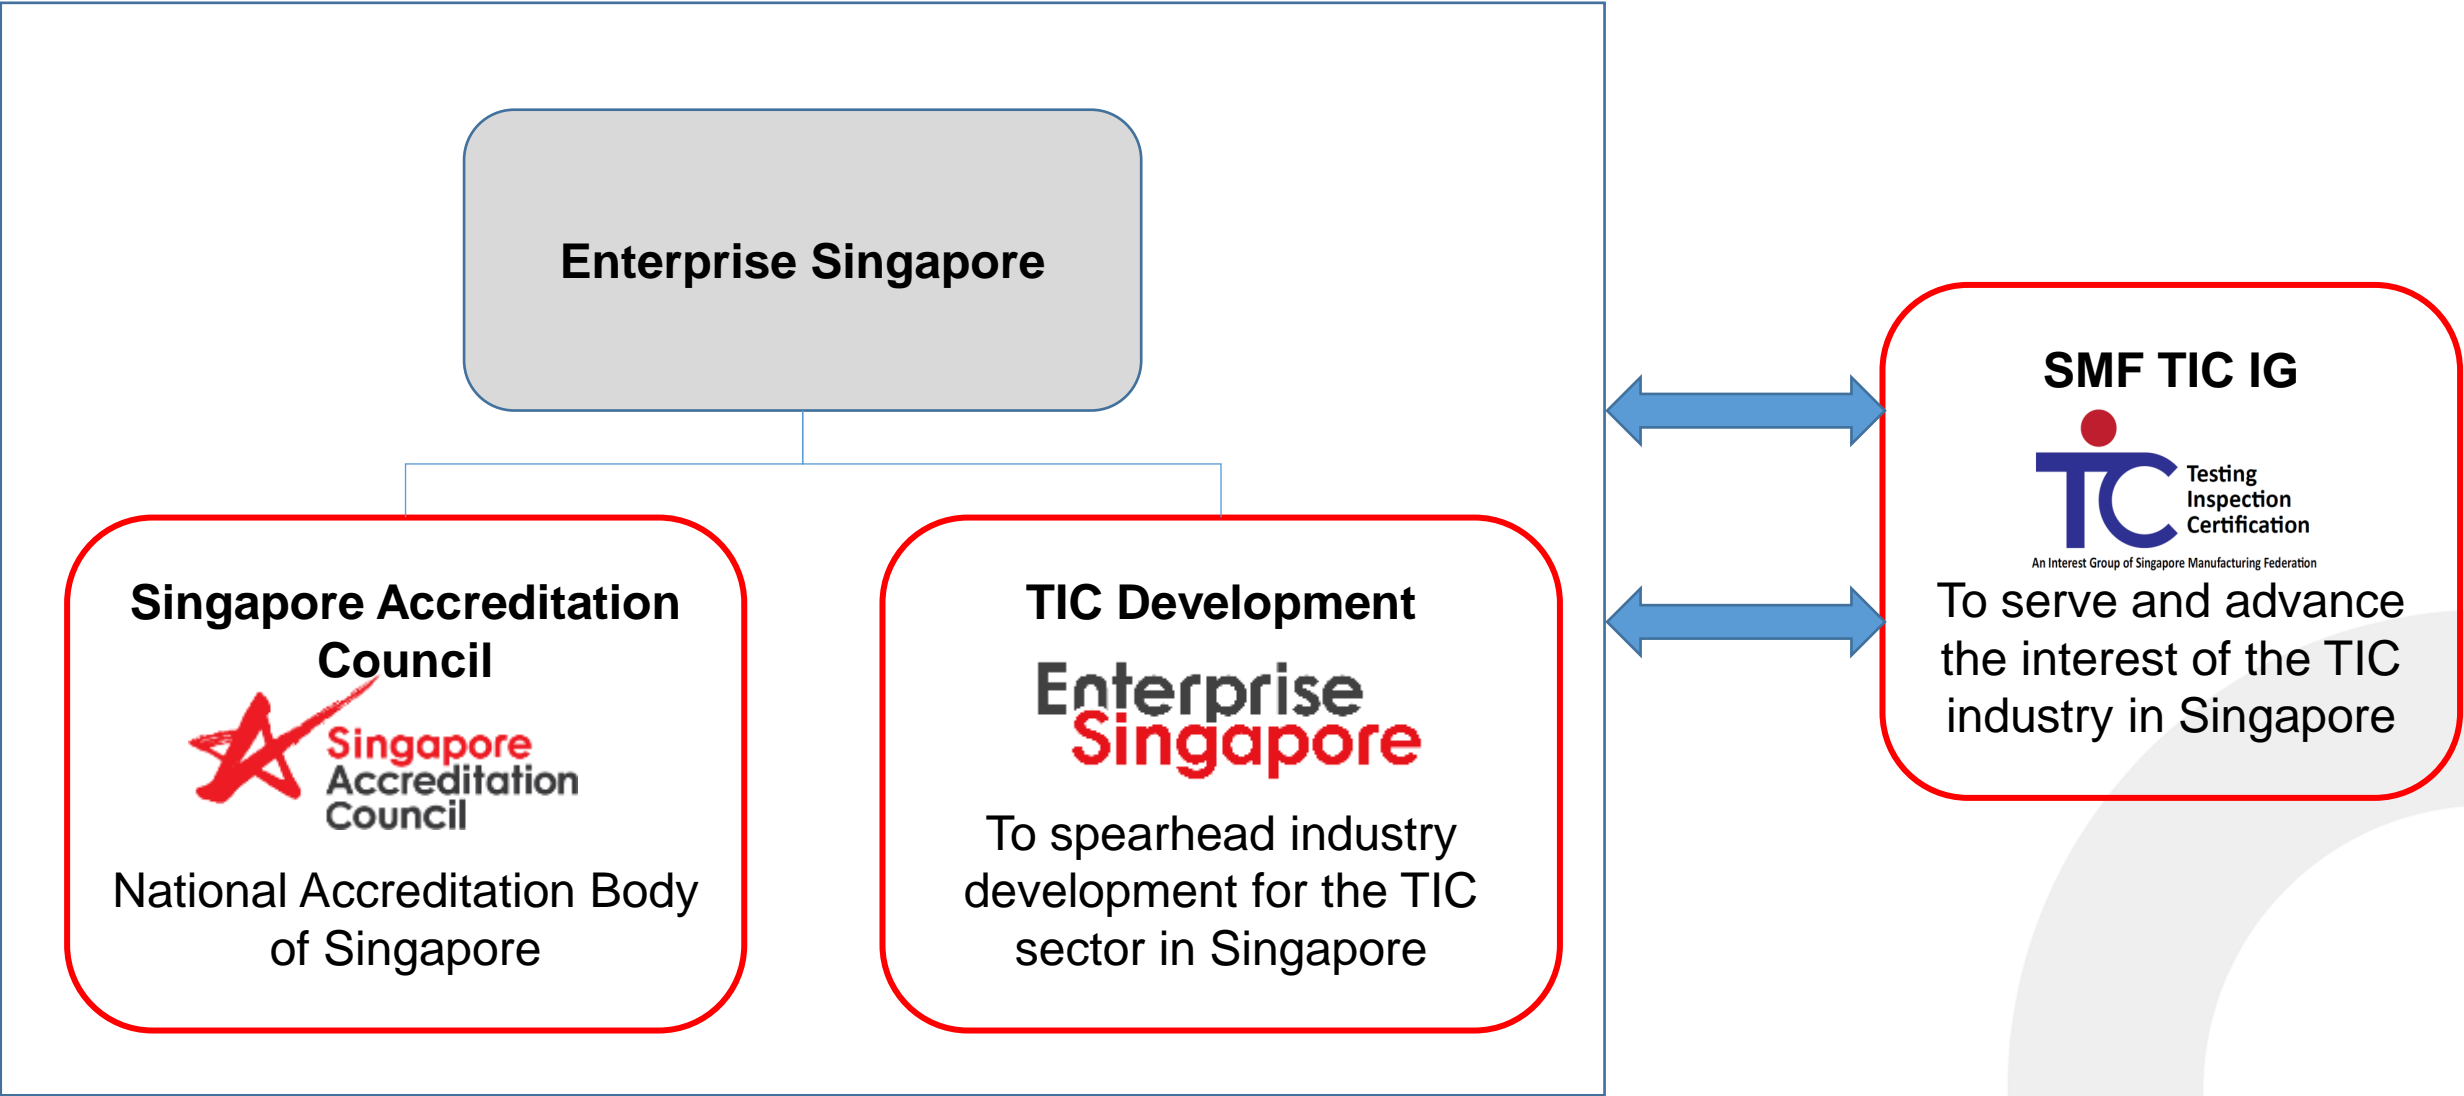 Enterprise Singapore
Singapore Accreditation
Council
Singapore
Accreditation
Council
National Accreditation Body
of Singapore
TIC Development
Enterprise
Singapore
To spearhead industry
development for the TIC
sector in Singapore
SMF TIC IG
TC
Testing
Inspection
Certification
An Interest Group of Singapore Manufacturing Federation
To serve and advance
the interest of the TIC
industry in Singapore